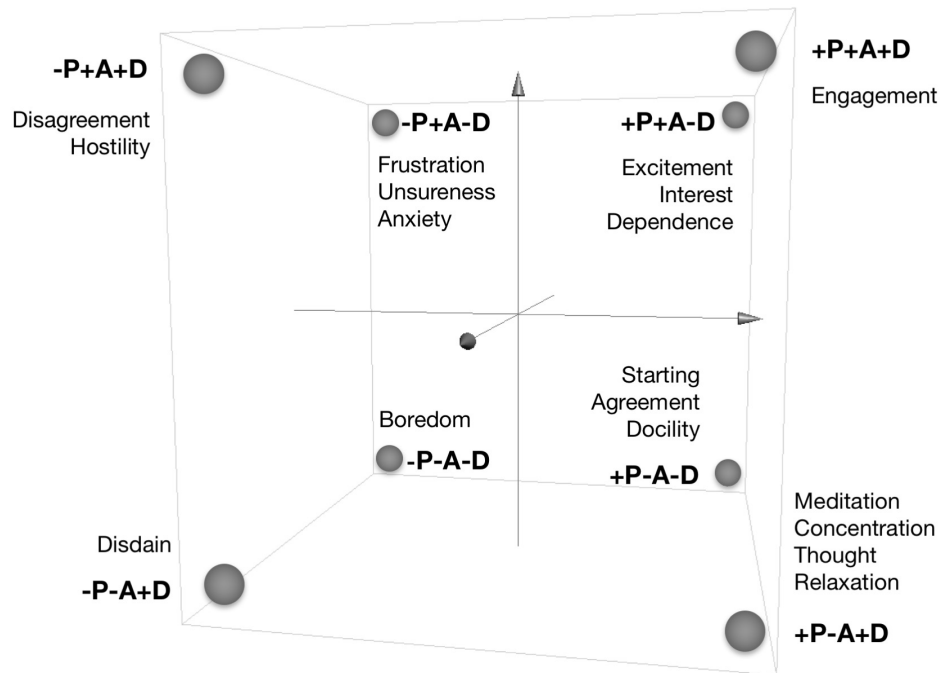 -P+A+D
Disagreement
Hostility
+P+A+D
Engagement
-P+A-D
Frustration
Unsureness
Anxiety
+P+A-D
Excitement
Interest
Dependence
Boredom
-P-A-D
Starting
Agreement
Docility
+P-A-D
Disdain
-P-A+D
Meditation
Concentration
Thought
Relaxation
+P-A+D